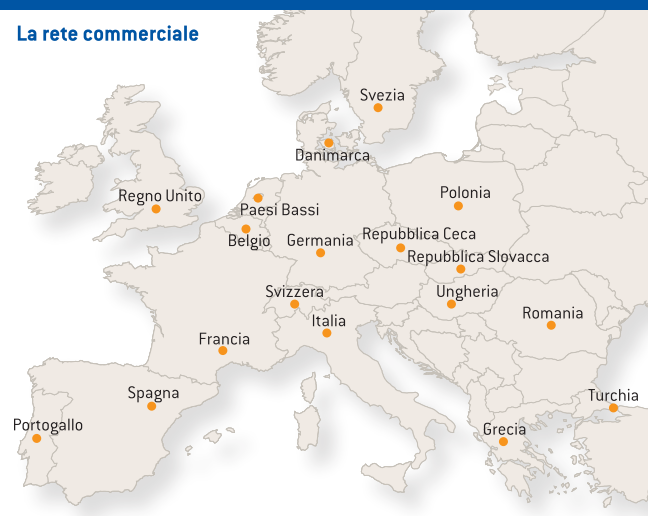 La rete commerciale
Svezia
Danimarca
Regno Unito
Polonia
Paesi Bassi
Belgio
Germania
Repubblica Ceca
Repubblica Slovacca
Svizzera
Ungheria
Italia
Romania
Francia
Spagna
Turchia
Portogallo
Grecia